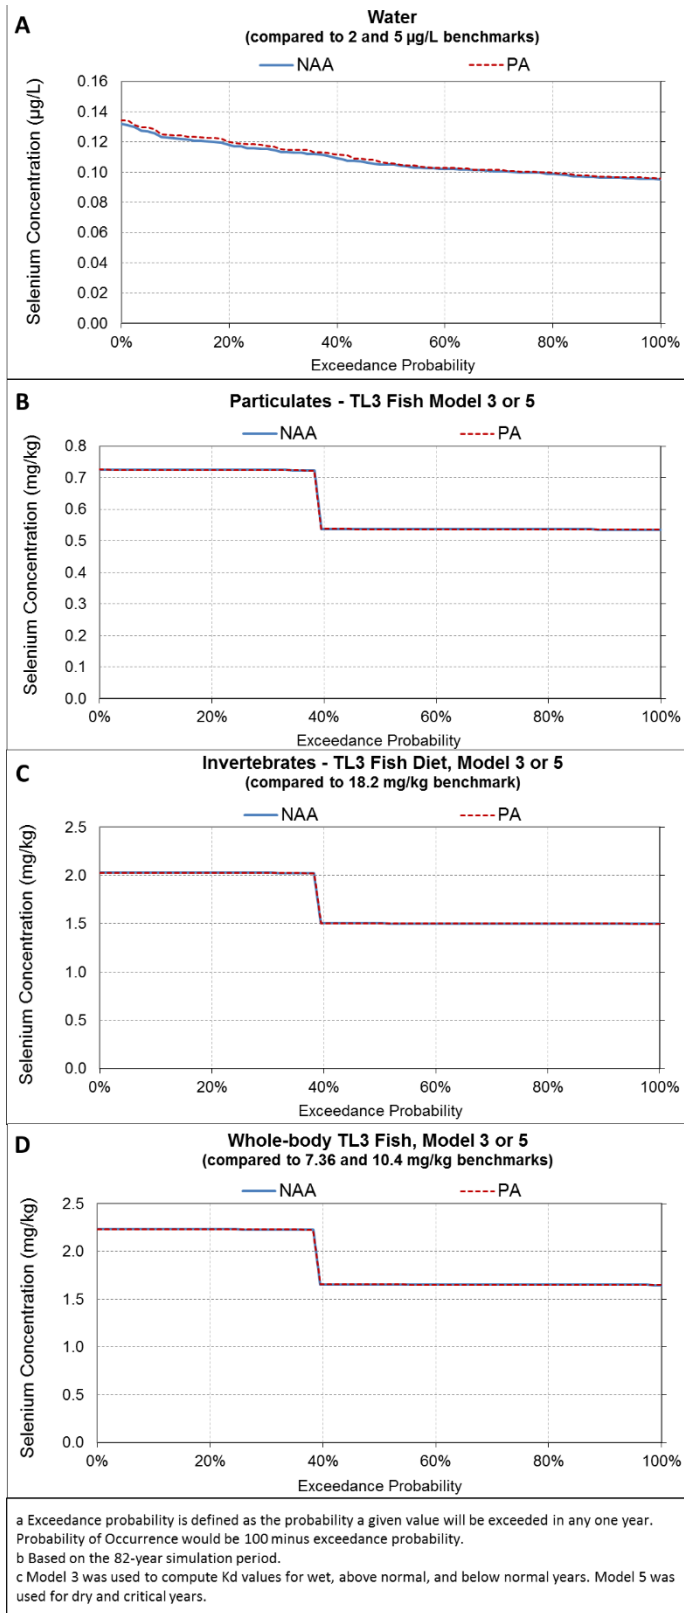 A
Water
(compared to 2 and 5 µg/L benchmarks)
NAA PA
Selenium Concentration (µg/L)
0.16
0.14
0.12
0.10
0.08
0.06
0.04
0.02
0.00
0% 20% 40% 60% 80% 100%
Exceedance Probability
B
Particulates - TL3 Fish Model 3 or 5
NAA PA
Selenium Concentration (mg/kg)
0.8
0.7
0.6
0.5
0.4
0.3
0.2
0.1
0.0
0% 20% 40% 60% 80% 100%
Exceedance Probability
C
Invertebrates - TL3 Fish Diet, Model 3 or 5
(compared to 18.2 mg/kg benchmark)
NAA PA
Selenium Concentration (mg/kg)
2.5
2.0
1.5
1.0
0.5
0.0
0% 20% 40% 60% 80% 100%
Exceedance Probability
D
Whole-body TL3 Fish, Model 3 or 5
(compared to 7.36 and 10.4 mg/kg benchmarks)
NAA PA
Selenium Concentration (mg/kg)
2.5
2.0
1.5
1.0
0.5
0.0
0% 20% 40% 60% 80% 100%
Exceedance Probability
a Exceedance probability is defined as the probability a given value will be exceeded in any one year.
Probability of Occurrence would be 100 minus exceedance probability.
b Based on the 82-year simulation period.
c Model 3 was used to compute Kd values for wet, above normal, and below normal years. Model 5 was
used for dry and critical years.